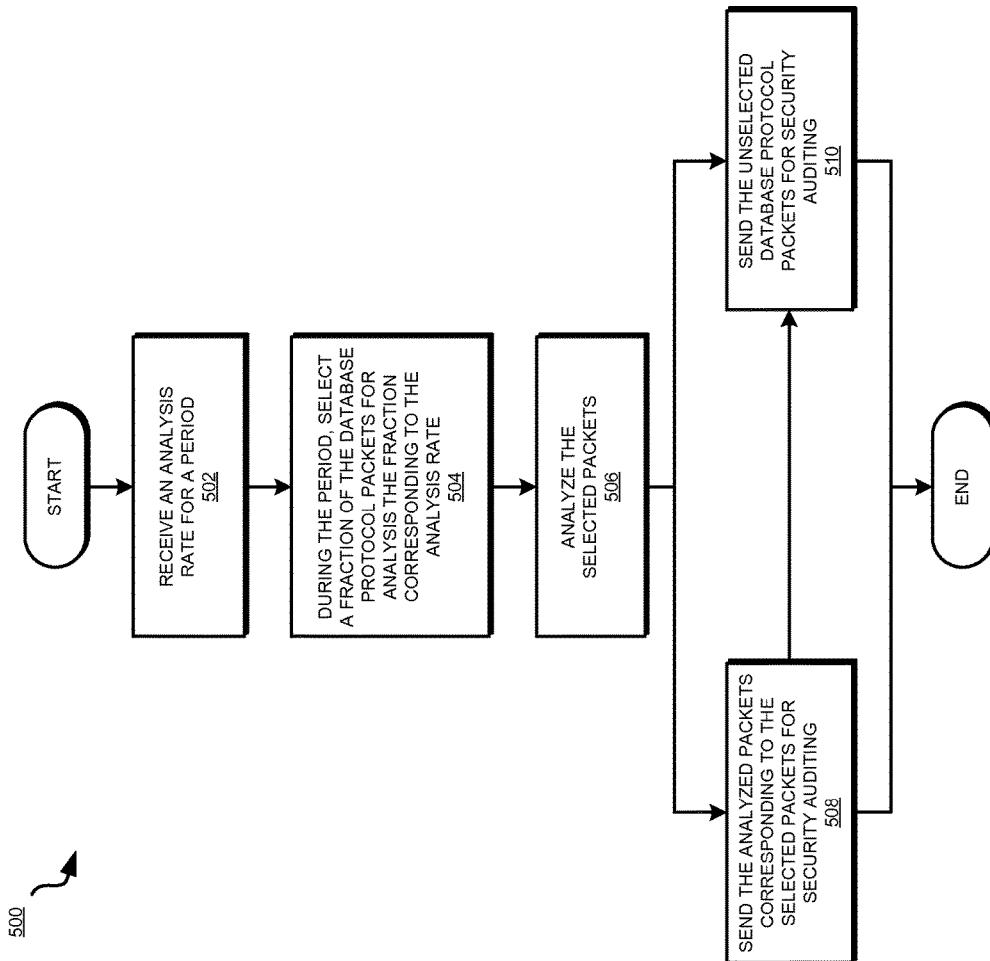 500
START
RECEIVE AN ANALYSIS
RATE FOR A PERIOD
502
DURING THE PERIOD, SELECT
A FRACTION OF THE DATABASE
PROTOCOL PACKETS FOR
ANALYSIS THE FRACTION
CORRESPONDING TO THE
ANALYSIS RATE
504
ANALYZE THE
SELECTED PACKETS
506
SEND THE ANALYZED PACKETS
CORRESPONDING TO THE
SELECTED PACKETS FOR
SECURITY AUDITING
508
SEND THE UNSELECTED
DATABASE PROTOCOL
PACKETS FOR SECURITY
AUDITING
510
END